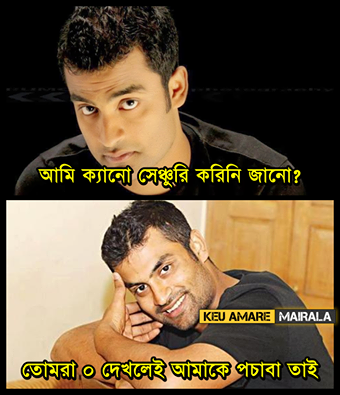 আমি ক্যানো সেঞ্চুরি করিনি জানো?
KEU AMARE MAIRALA
তোমরা ০ দেখলেই আমাকে পচাবা তাই